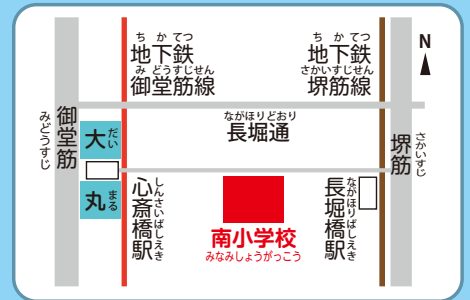 ちかてつ
地下鉄
みどうすじせん
御堂筋線
ちかてつ
地下鉄
さかいすじせん
堺筋線
N
御堂筋
みどうすじ
大
だい
丸
まる
ながほりどおり
長堀通
堺筋
さかいすじ
心斎橋駅
しんさいばしえき
南小学校
みなみしょうがっこう
長堀橋駅
ながほりばしえき